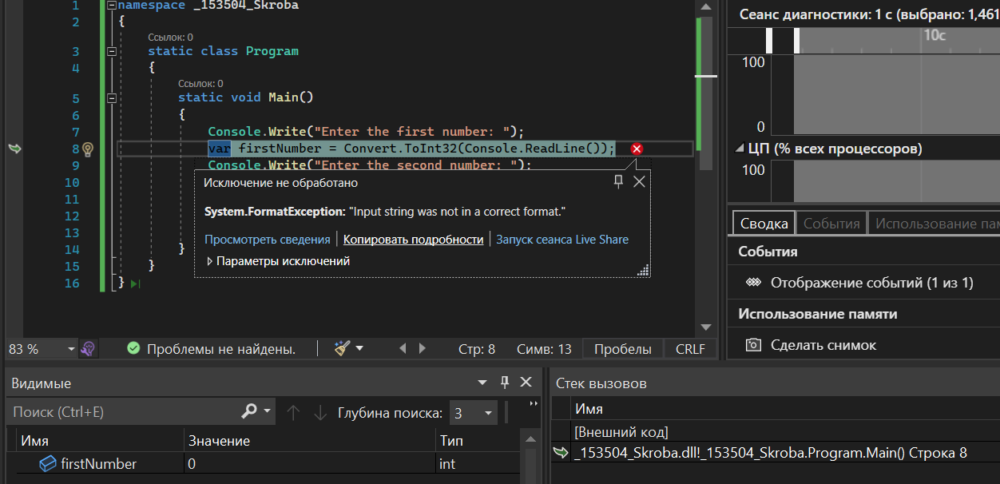 1 namespace _153504_Skroba
2 {
Ссылок: 0
3 static class Program
4 {
Ссылок: 0
5 static void Main()
6 {
7 Console.Write("Enter the first number: ");
8 var firstNumber = Convert.ToInt32(Console.ReadLine());
9 Console.Write("Enter the second number: ");
10
11
12
13
14 }
15 }
16 }
Исключение не обработано
System.FormatException: "Input string was not in a correct format."
Просмотреть сведения | Копировать подробности | Запуск сеанса Live Share
Параметры исключений
83 % Проблемы не найдены. Стр: 8 Симв: 13 Пробелы CRLF
Сеанс диагностики: 1 с (выбрано: 1,461
10с
100
0
ЦП (% всех процессоров)
100
Сводка События Использование пам
События
Отображение событий (1 из 1)
Использование памяти
Сделать снимок
Видимые
Поиск (Ctrl+E) Глубина поиска: 3
Имя Значение Тип
firstNumber 0 int
Стек вызовов
Имя
[Внешний код]
_153504_Skroba.dll!_153504_Skroba.Program.Main() Строка 8